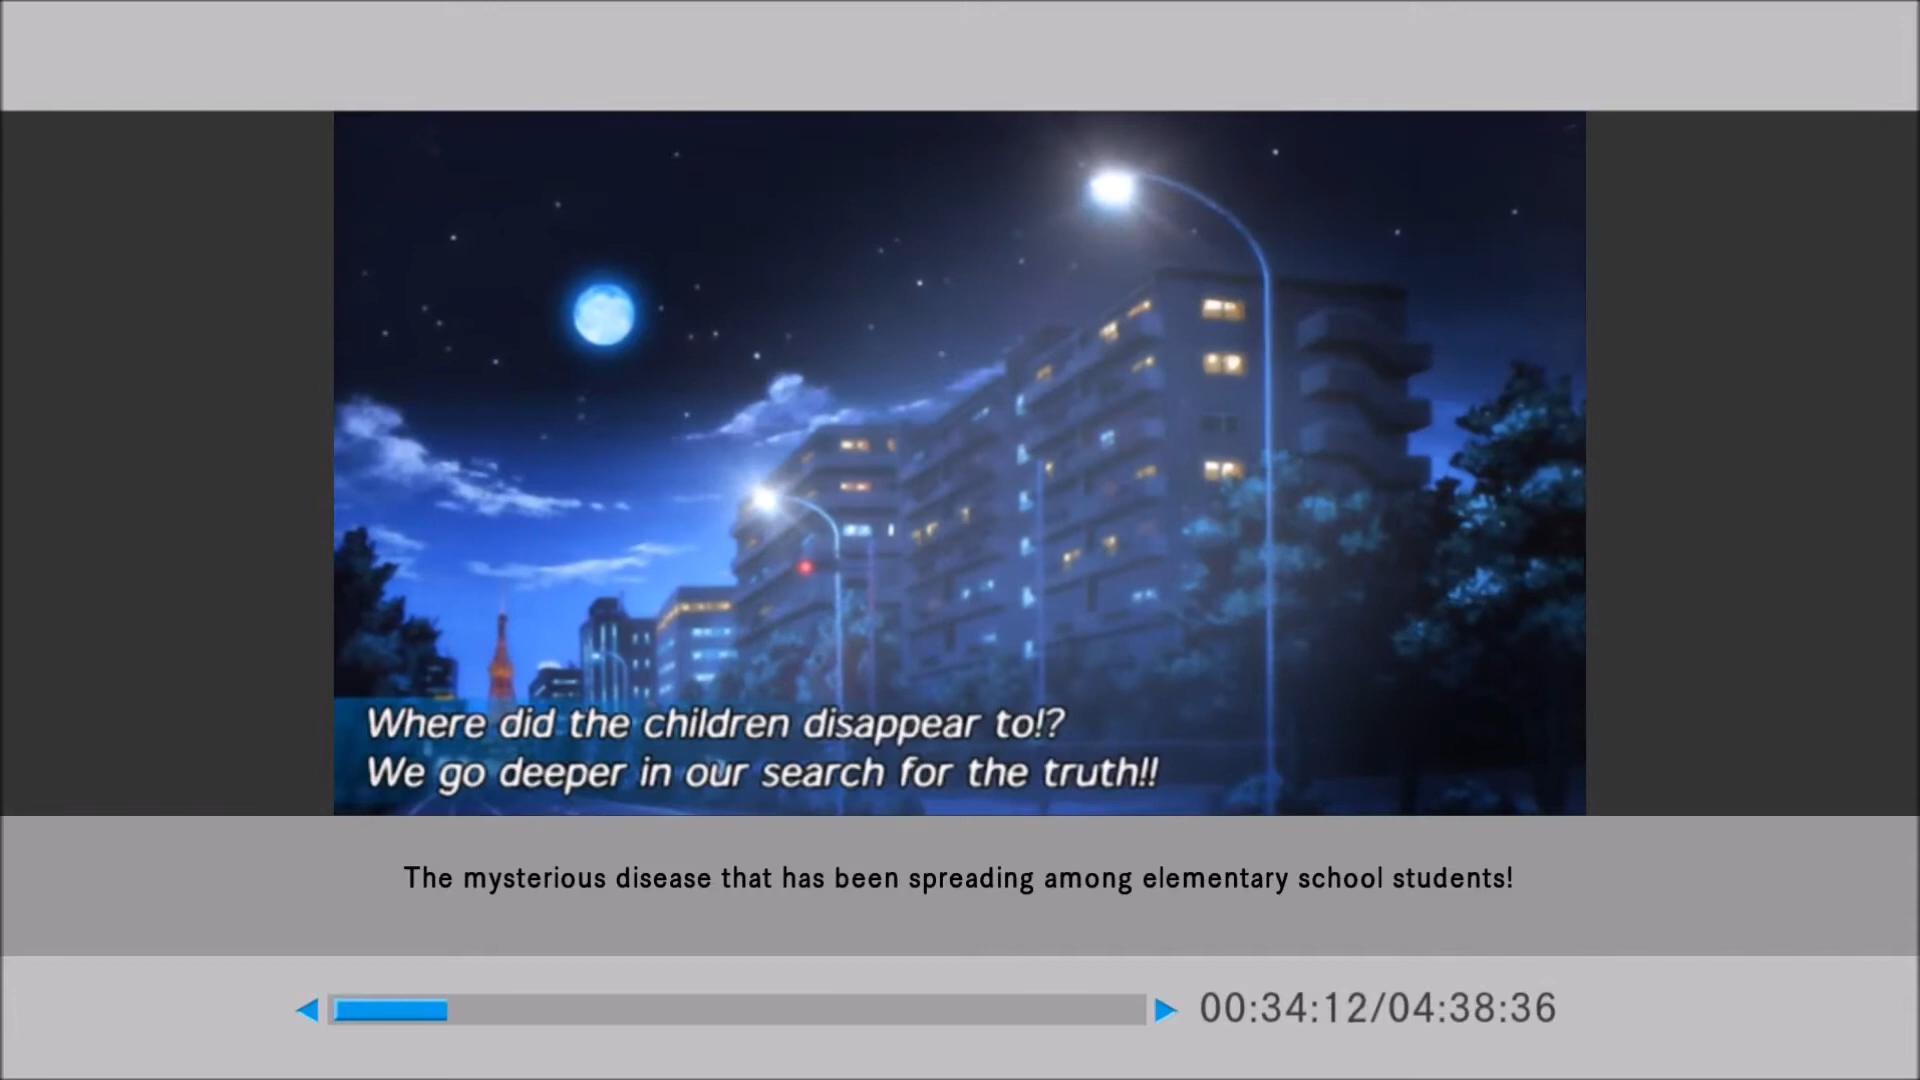 Where did the children disappear to!?
We go deeper in our search for the truth!!
The mysterious disease that has been spreading among elementary school students!
00:34:12/04:38:36